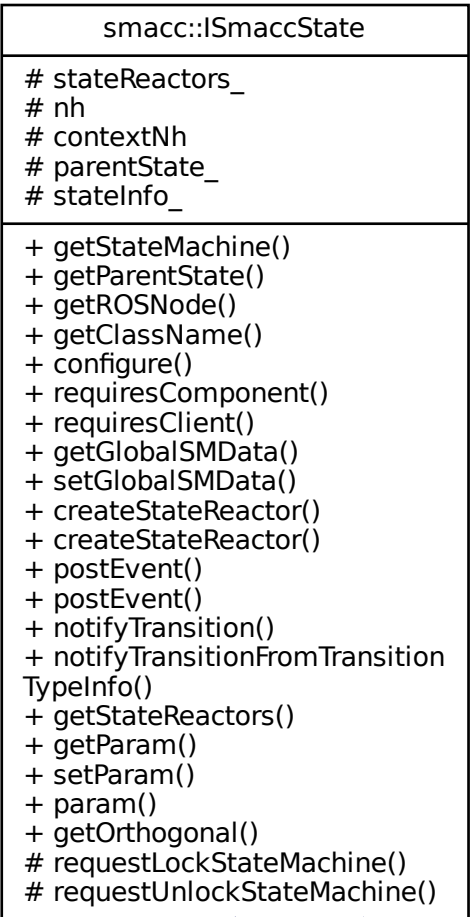 smacc::ISmaccState
# stateReactors_
# nh
# contextNh
# parentState_
# stateInfo_
+ getStateMachine()
+ getParentState()
+ getROSNode()
+ getClassName()
+ configure()
+ requiresComponent()
+ requiresClient()
+ getGlobalSMData()
+ setGlobalSMData()
+ createStateReactor()
+ createStateReactor()
+ postEvent()
+ postEvent()
+ notifyTransition()
+ notifyTransitionFromTransition
TypeInfo()
+ getStateReactors()
+ getParam()
+ setParam()
+ param()
+ getOrthogonal()
# requestLockStateMachine()
# requestUnlockStateMachine()